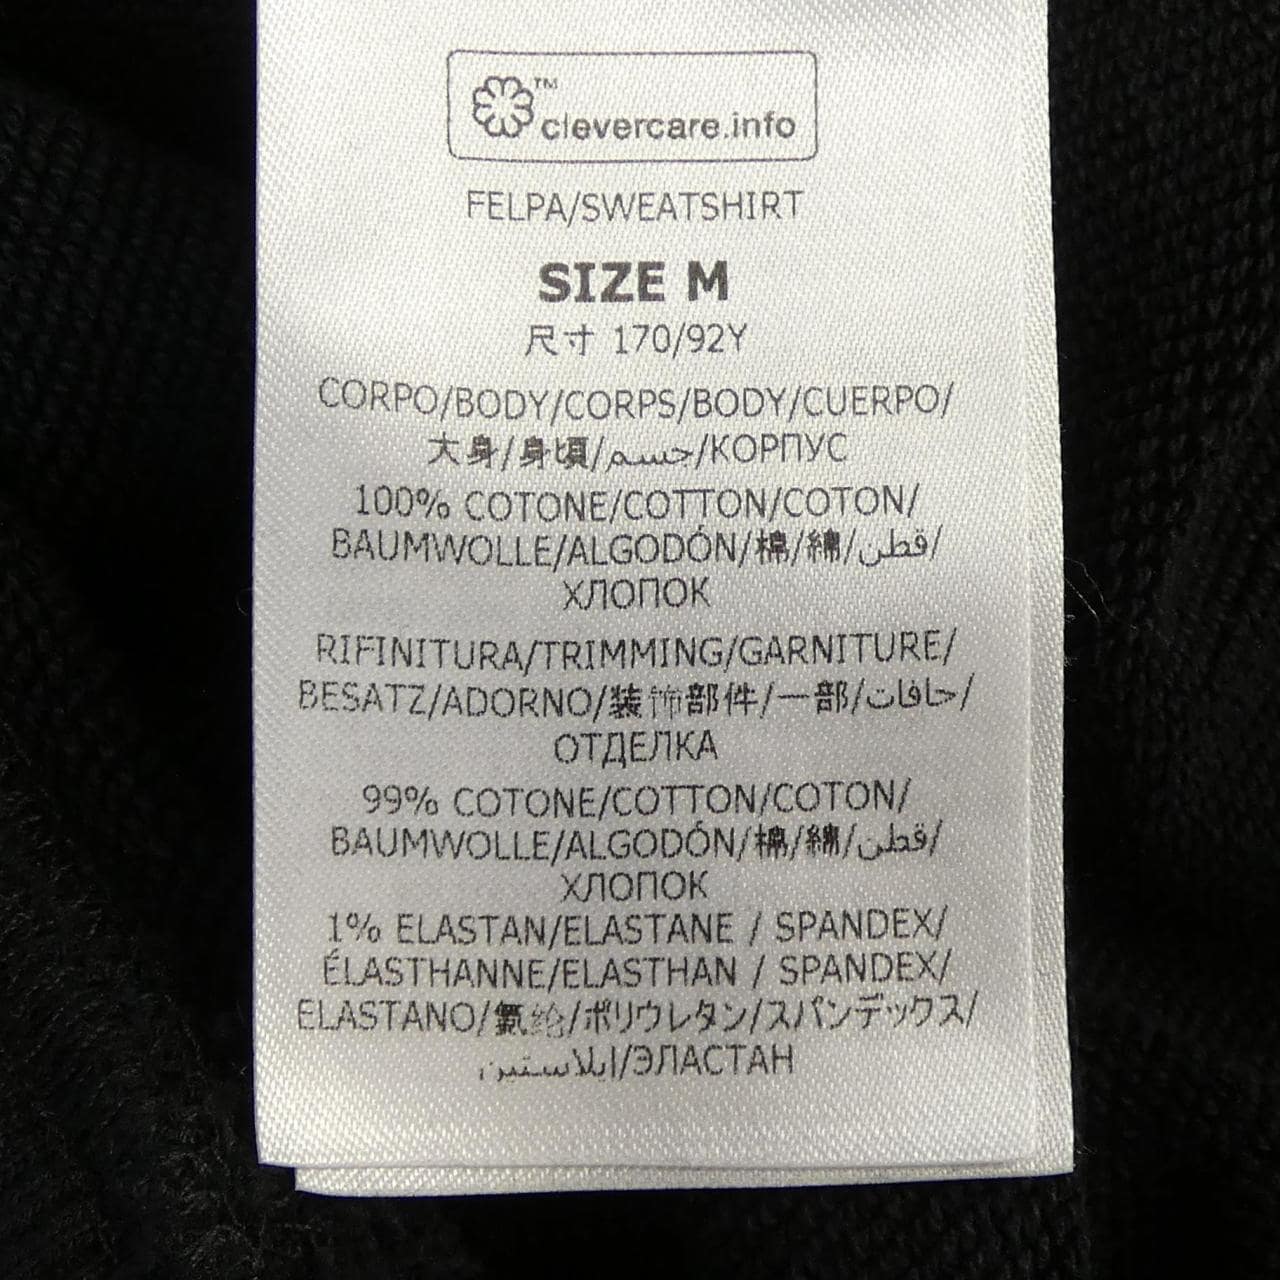 ™
clevercare.info
FELPA/SWEATSHIRT
SIZE M
尺寸 170/92Y
CORPO/BODY/CORPS/BODY/CUERPO/
大身/身頃/جسم/КОРПУС
100% COTONE/COTTON/COTON/
BAUMWOLLE/ALGODÓN/棉/綿/قطن/
ХЛОПОК
RIFINITURA/TRIMMING/GARNITURE/
BESATZ/ADORNO/装饰部件/一部/حافات/
ОТДЕЛКА
99% COTONE/COTTON/COTON/
BAUMWOLLE/ALGODÓN/棉/綿/قطن/
ХЛОПОК
1% ELASTAN/ELASTANE / SPANDEX/
ÉLASTHANNE/ELASTHAN / SPANDEX/
ELASTANO/氨纶/ポリウレタン/スパンデックス/
ايلاستين/ЭЛАСТАН